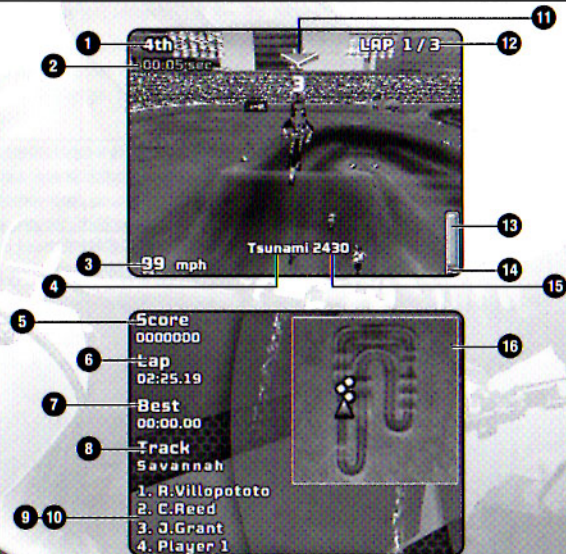 11
1 4th LAP 1 / 3 12
2 00:05 sec
3
13
Tsunami 2430
3 99 mph 14
4 15
5 Score
0000000
16
6 Lap
02:25.19
7 Best
00:00.00
8 Track
Savannah
1. R.Villopototo
9 10 2. C.Reed
3. J.Grant
4. Player 1